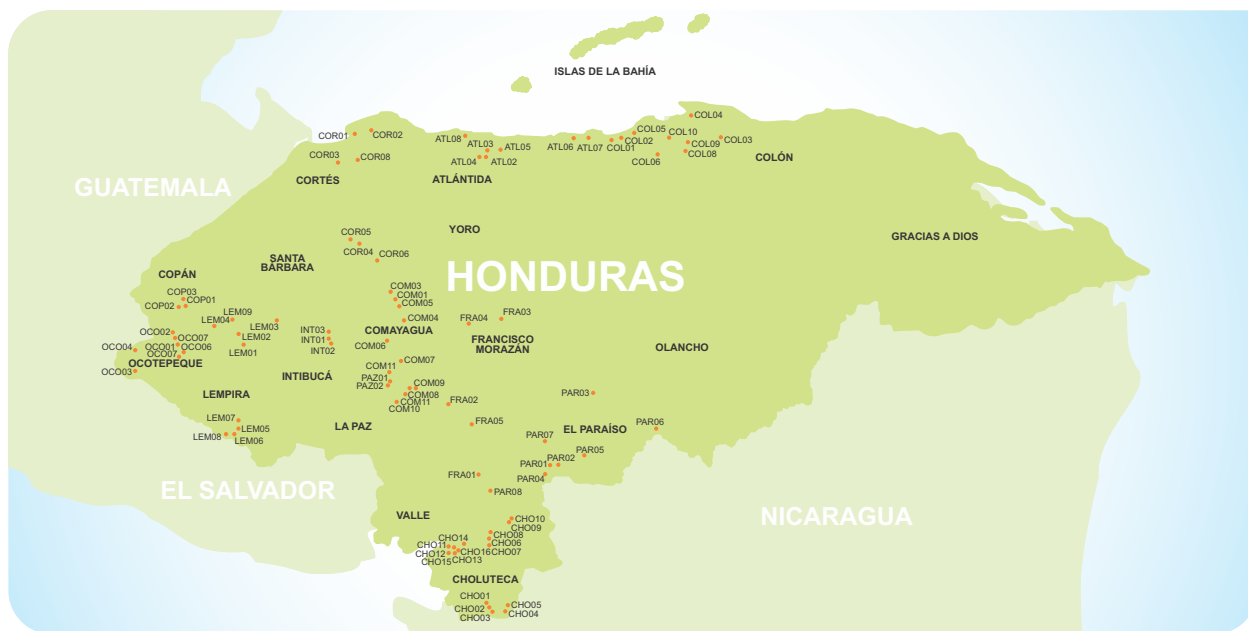 ISLAS DE LA BAHÍA
COL04
COR01
COR02
ATL08
ATL03
ATL05
ATL04
ATL02
ATL06
ATL07
COL01
COL05
COL02
COL10
COL09
COL03
COL06
COL08
COLÓN
COR03
COR08
CORTÉS
ATLÁNTIDA
GUATEMALA
YORO
GRACIAS A DIOS
COR05
COR04
COR06
SANTA
BÁRBARA
HONDURAS
COPÁN
COP03
COP01
COP02
COM03
COM01
COM05
COM04
LEM09
LEM04
LEM03
LEM02
LEM01
INT03
INT01
INT02
COMAYAGUA
COM06
FRA04
FRA03
FRANCISCO
MORAZÁN
OLANCHO
OCO02
OCO07
OCO04
OCO01
OCO06
OCO07
OCOTEPEQUE
OCO03
COM07
COM11
PAZ01
PAZ02
COM09
COM08
COM11
COM10
INTIBUCÁ
LEMPIRA
FRA02
PAR03
LEM07
LEM05
LEM08
LEM06
LA PAZ
FRA05
EL PARAÍSO
PAR06
PAR07
PAR05
PAR01
PAR02
PAR04
FRA01
PAR08
EL SALVADOR
NICARAGUA
VALLE
CHO10
CHO09
CHO08
CHO06
CHO07
CHO14
CHO11
CHO12
CHO16
CHO15
CHO13
CHOLUTECA
CHO01
CHO02
CHO03
CHO05
CHO04